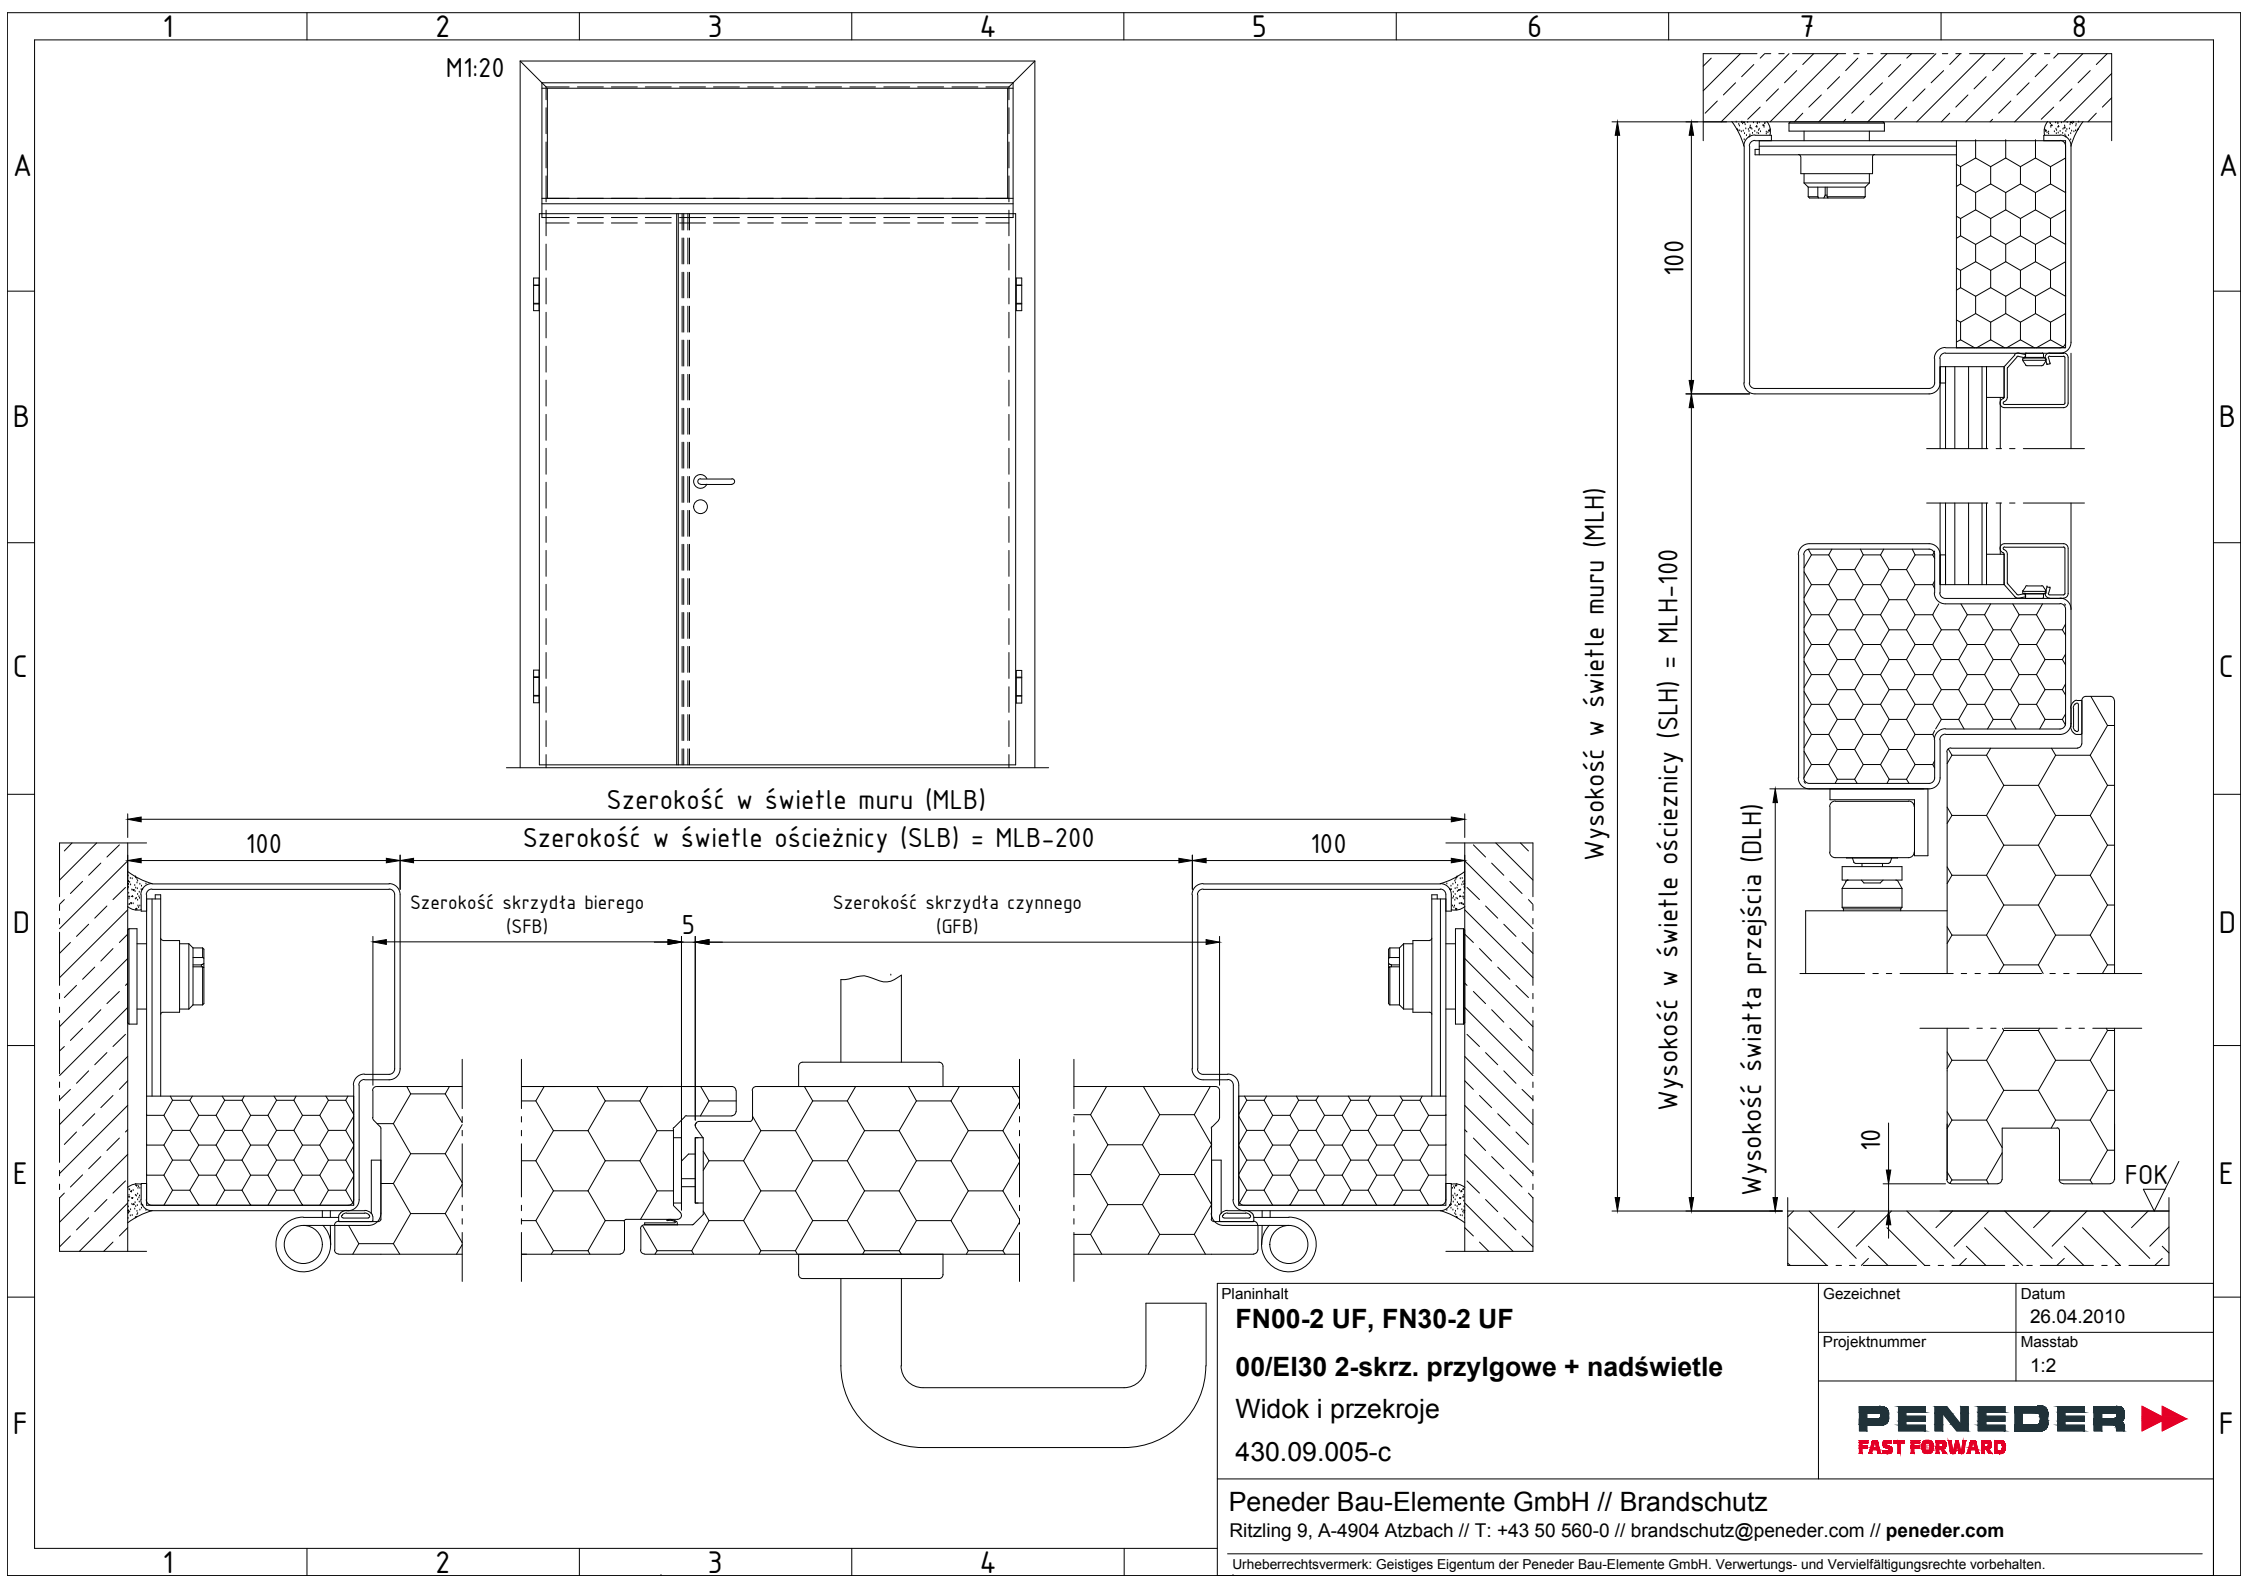 1 2 3 4 5 6 7 8
M1:20
A
A
B
B
C
C
D
D
E
E
F
F
100
Wysokość w świetle muru (MLH)
Wysokość w świetle ościeznicy (SLH) = MLH-100
Wysokość światła przejścia (DLH)
10
FOK
Szerokość w świetle muru (MLB)
Szerokość w świetle ościeżnicy (SLB) = MLB-200
100
100
Szerokość skrzydła bierego
(SFB)
5
Szerokość skrzydła czynnego
(GFB)
Planinhalt
FN00-2 UF, FN30-2 UF
00/EI30 2-skrz. przylgowe + nadświetle
Widok i przekroje
430.09.005-c
Gezeichnet
Datum
26.04.2010
Projektnummer
Masstab
1:2
PENEDER
FAST FORWARD
Peneder Bau-Elemente GmbH // Brandschutz
Ritzling 9, A-4904 Atzbach // T: +43 50 560-0 // brandschutz@peneder.com // peneder.com
Urheberrechtsvermerk: Geistiges Eigentum der Peneder Bau-Elemente GmbH. Verwertungs- und Vervielfältigungsrechte vorbehalten.
1 2 3 4